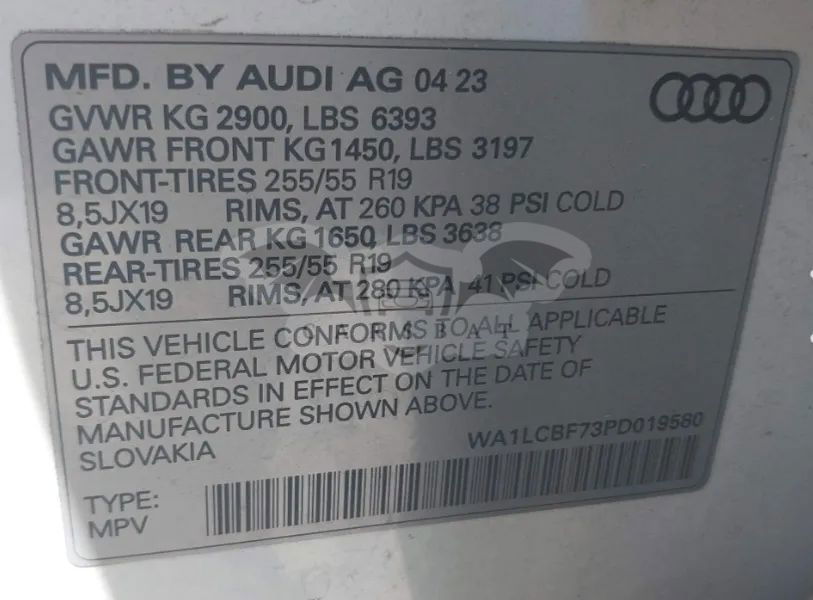 MFD. BY AUDI AG 04 23
GVWR KG 2900, LBS 6393
GAWR FRONT KG1450, LBS 3197
FRONT-TIRES 255/55 R19
8,5JX19 RIMS, AT 260 KPA 38 PSI COLD
GAWR REAR KG 1650, LBS 3638
REAR-TIRES 255/55 R19
8,5JX19 RIMS, AT 280 KPA 41 PSI COLD
THIS VEHICLE CONFORMS TO ALL APPLICABLE
U.S. FEDERAL MOTOR VEHICLE SAFETY
STANDARDS IN EFFECT ON THE DATE OF
MANUFACTURE SHOWN ABOVE.
SLOVAKIA
WA1LCBF73PD019580
TYPE:
MPV